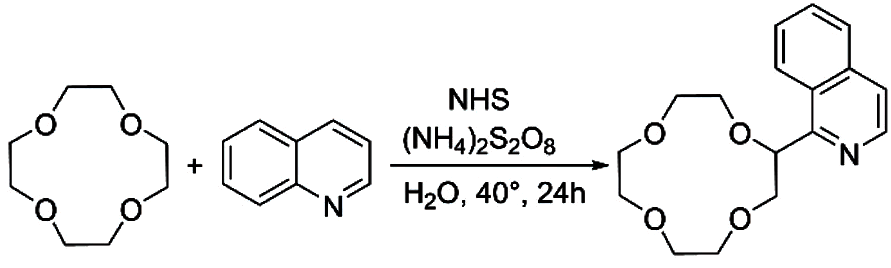 O O O O
+
N
NHS
(NH4)2S2O8
H2O, 40°, 24h
O O O O
N